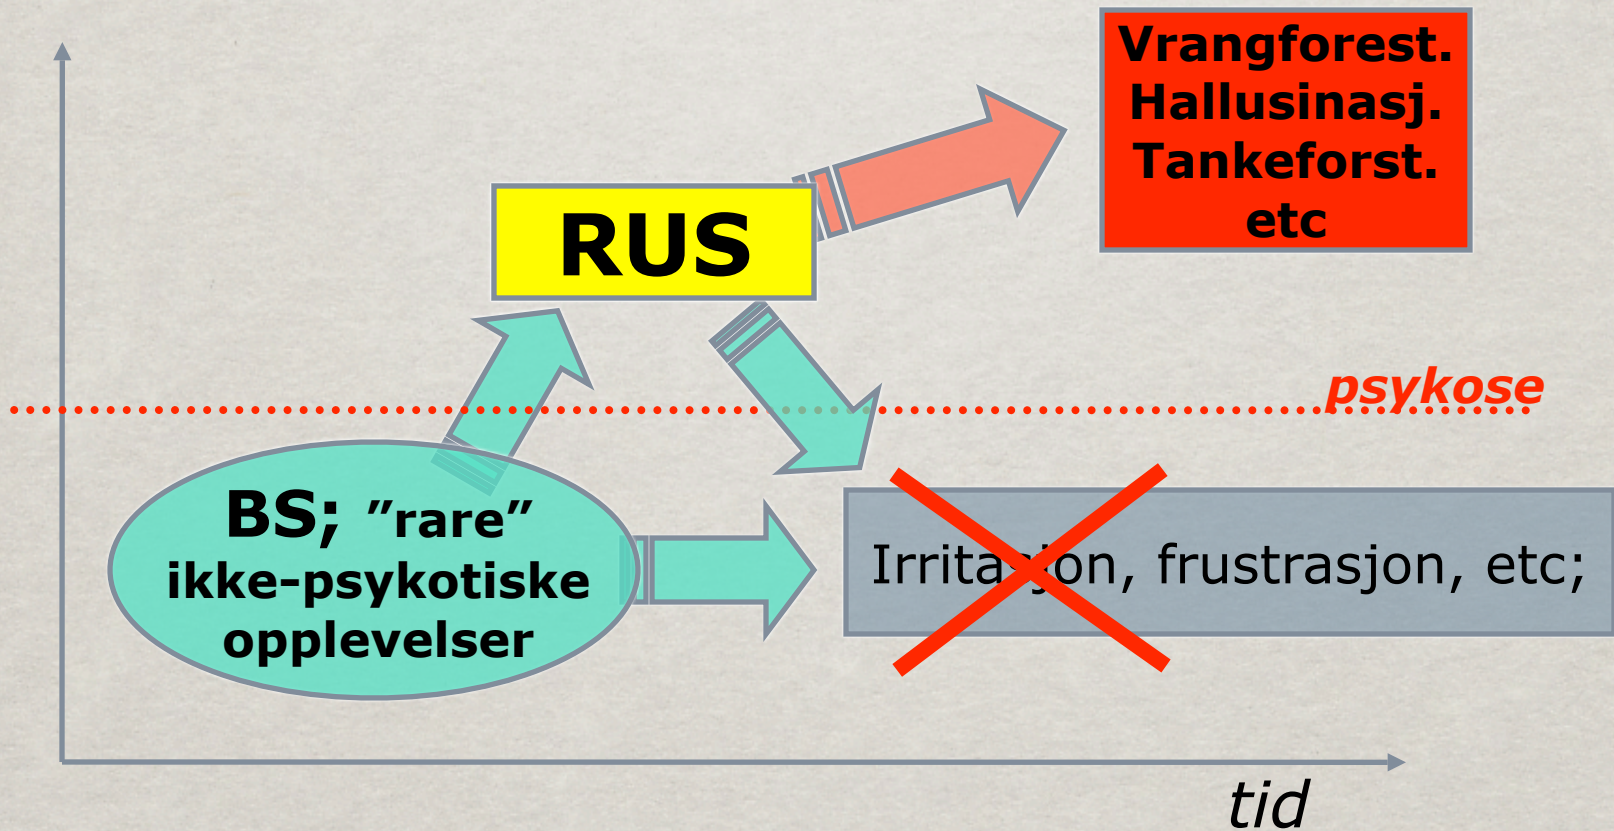 Vrangforest.
Hallusinasj.
Tankeforst.
etc
RUS
psykose
BS; ”rare”
ikke-psykotiske
opplevelser
Irritasjon, frustrasjon, etc;
tid